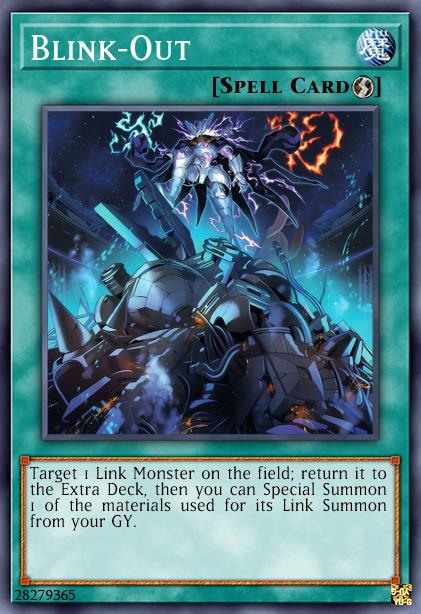 Blink-Out
[Spell Card]
Target 1 Link Monster on the field; return it to
the Extra Deck, then you can Special Summon
1 of the materials used for its Link Summon
from your GY.
28279365